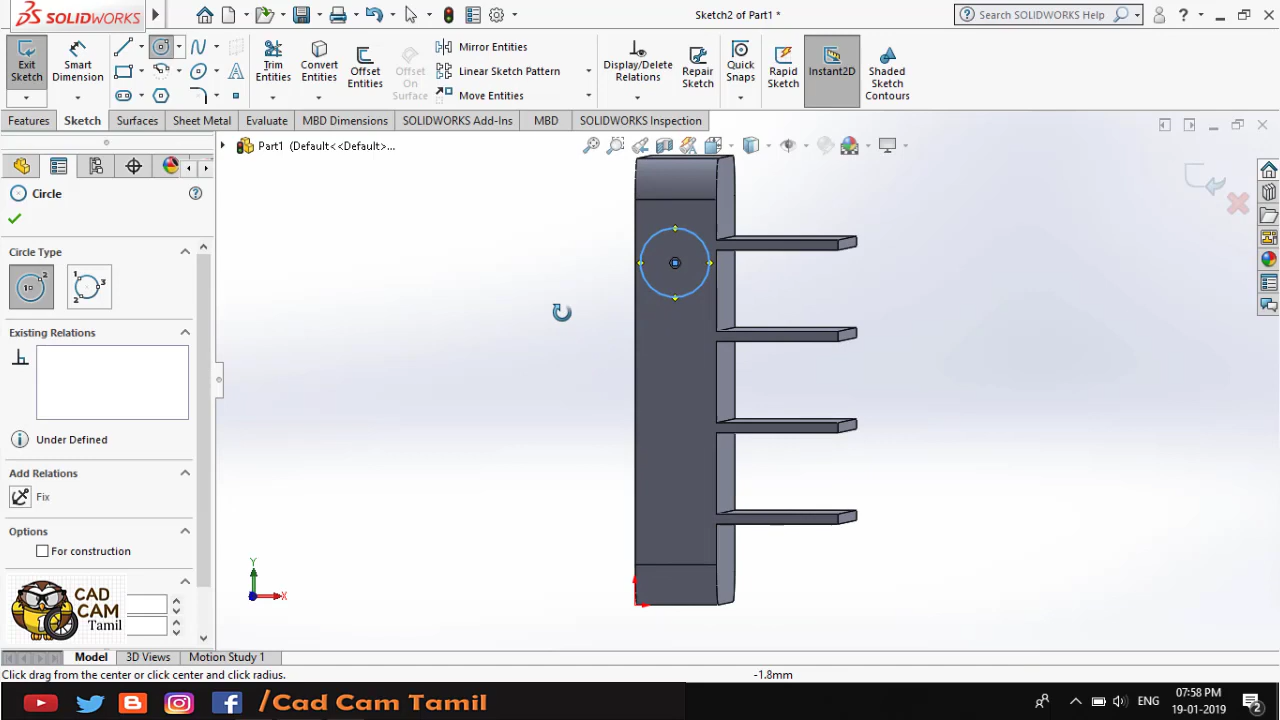 SOLIDWORKS
Sketch2 of Part1 *
Search SOLIDWORKS Help
Exit Sketch
Smart Dimension
Trim Entities
Convert Entities
Offset Entities
Offset On Surface
Mirror Entities
Linear Sketch Pattern
Move Entities
Display/Delete Relations
Repair Sketch
Quick Snaps
Rapid Sketch
Instant2D
Shaded Sketch Contours
Features
Sketch
Surfaces
Sheet Metal
Evaluate
MBD Dimensions
SOLIDWORKS Add-Ins
MBD
SOLIDWORKS Inspection
Part1 (Default<<Default>...
Circle
Circle Type
Existing Relations
Under Defined
Add Relations
Fix
Options
For construction
CAD
CAM
Tamil
Y
X
Model
3D Views
Motion Study 1
Click drag from the center or click center and click radius.
-1.8mm
/Cad Cam Tamil
ENG
07:58 PM
19-01-2019
2